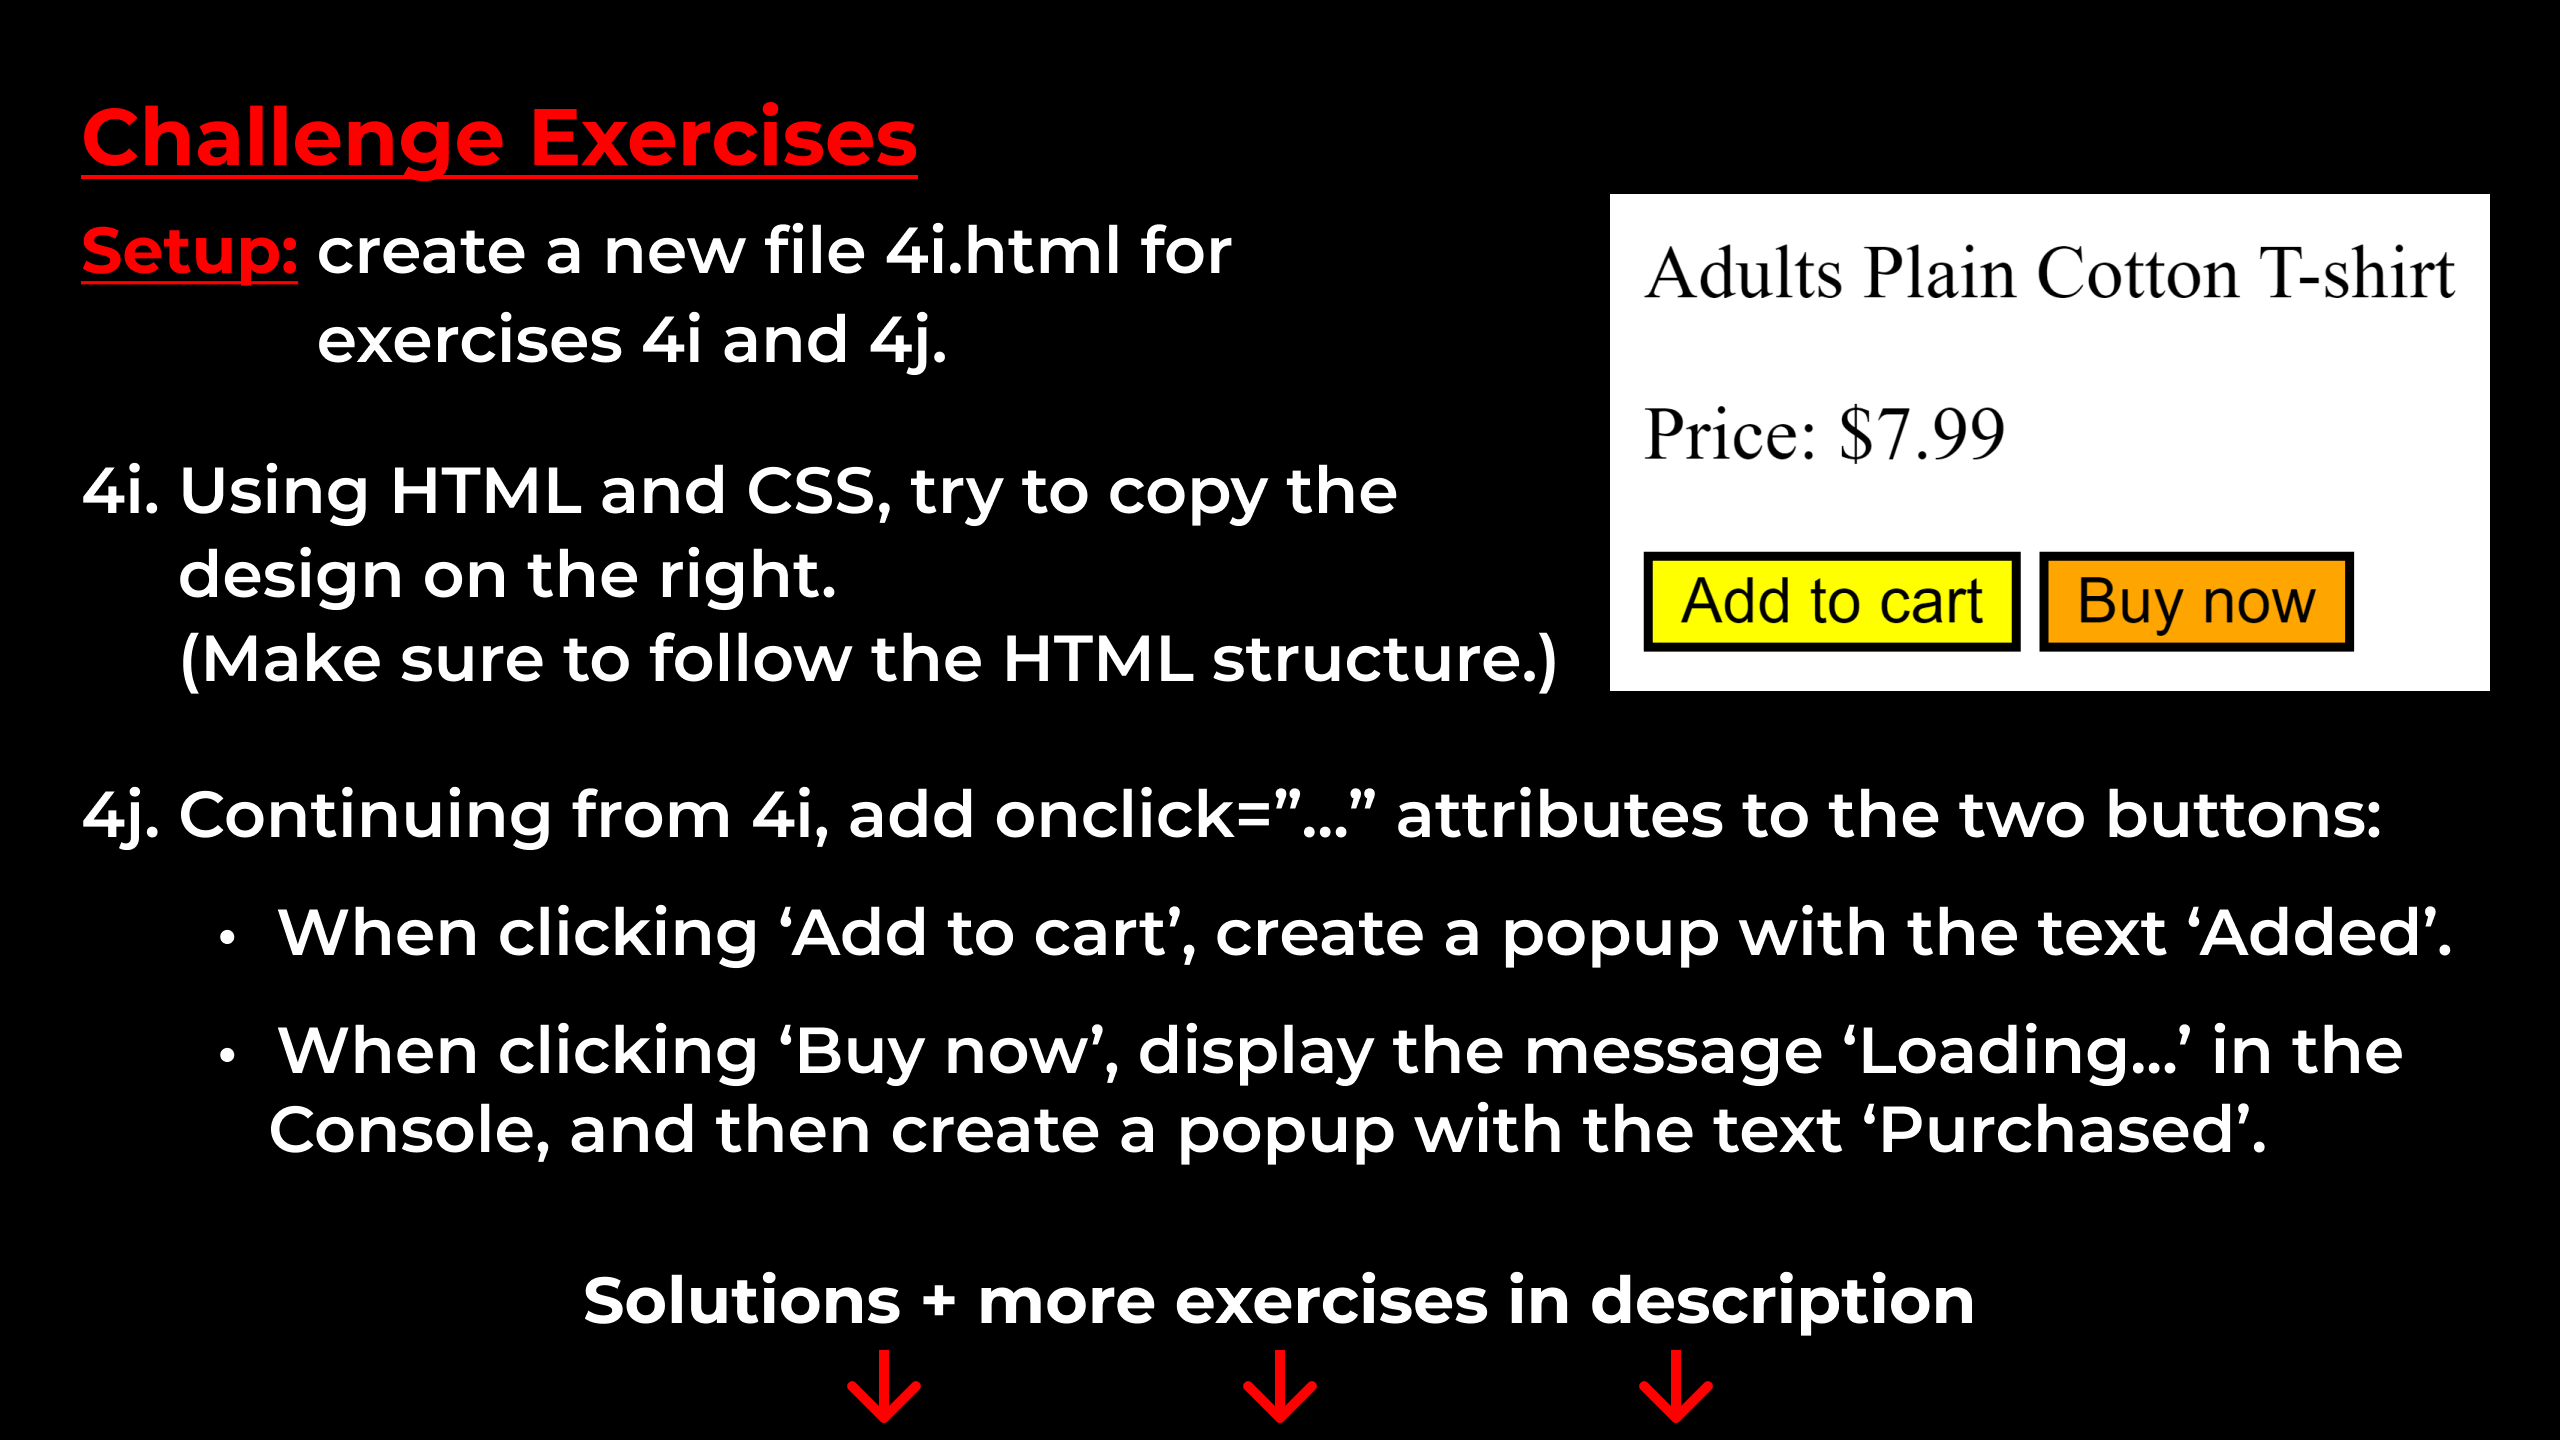 Challenge Exercises
Setup: create a new file 4i.html for
exercises 4i and 4j.
4i. Using HTML and CSS, try to copy the
design on the right.
(Make sure to follow the HTML structure.)
Adults Plain Cotton T-shirt
Price: $7.99
Add to cart
Buy now
4j. Continuing from 4i, add onclick=”...” attributes to the two buttons:
• When clicking ‘Add to cart’, create a popup with the text ‘Added’.
• When clicking ‘Buy now’, display the message ‘Loading...’ in the
Console, and then create a popup with the text ‘Purchased’.
Solutions + more exercises in description